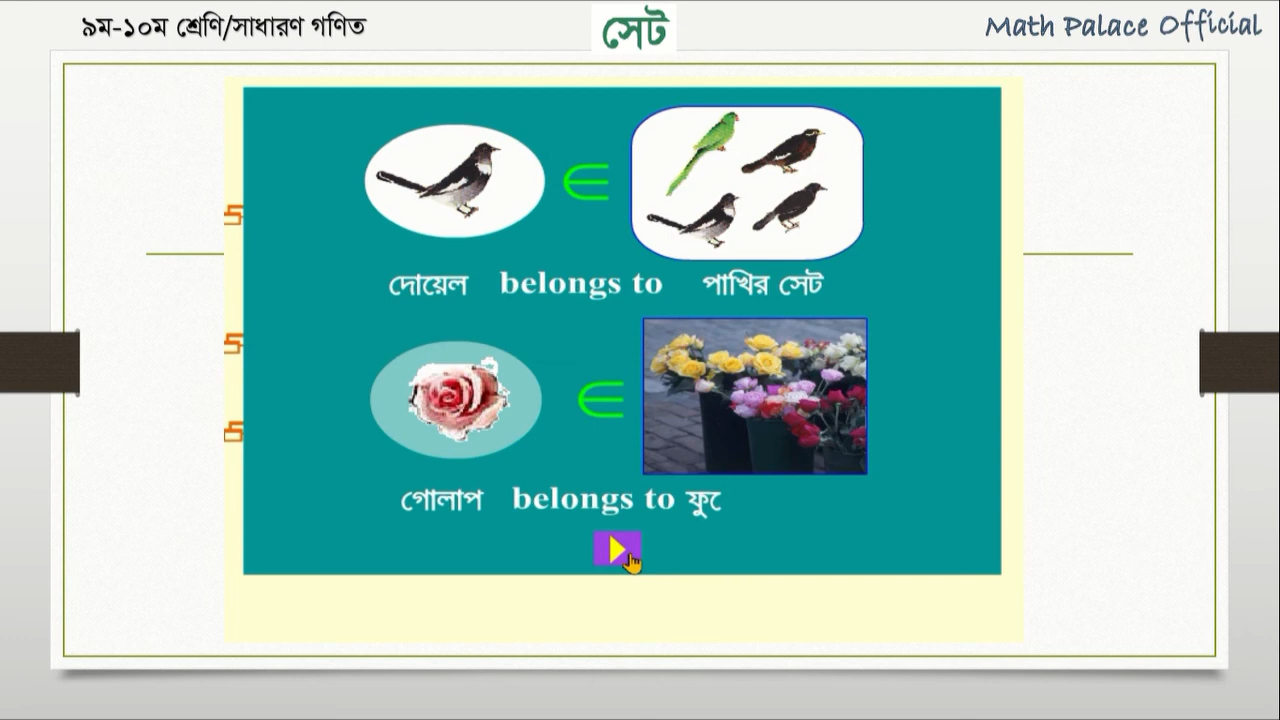 ৯ম-১০ম শ্রেণি/সাধারণ গণিত
সেট
Math Palace Official
∈
দোয়েল belongs to পাখির সেট
∈
গোলাপ belongs to ফুে